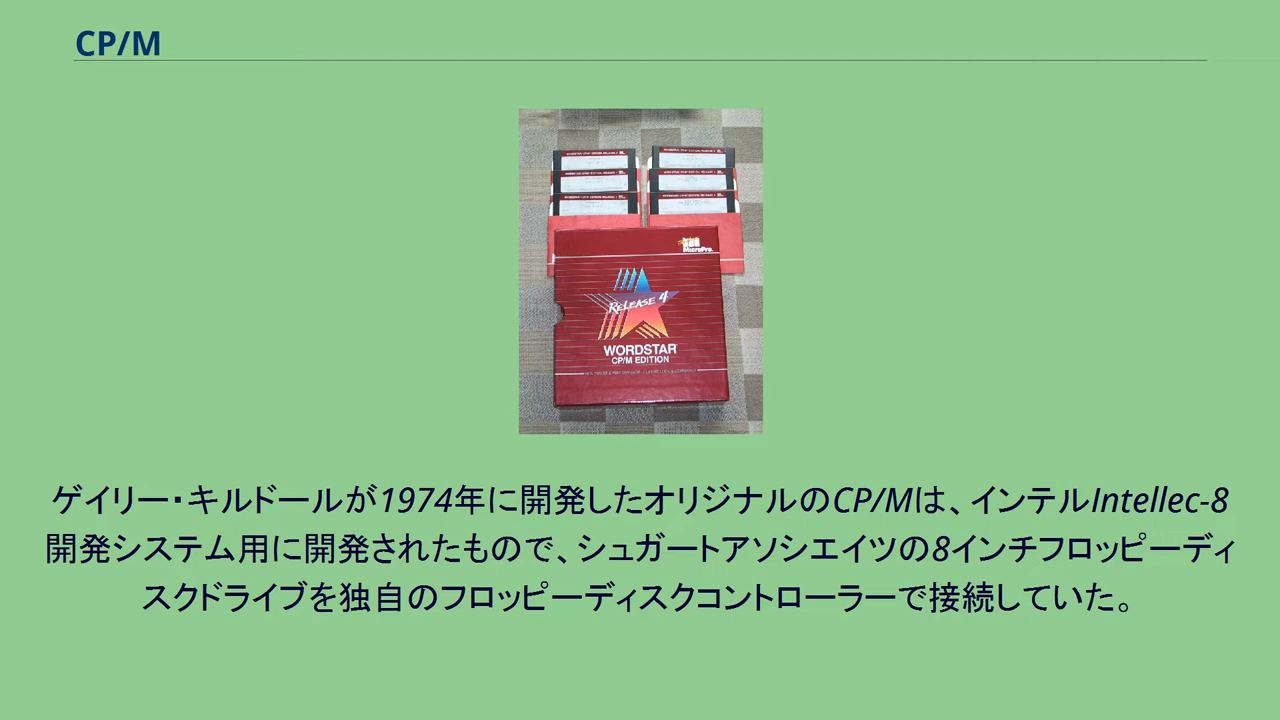 CP/M
MicroPro
RELEASE 4
WORDSTAR
CP/M EDITION
ゲイリー・キルドールが1974年に開発したオリジナルのCP/Mは、インテルIntellec-8
開発システム用に開発されたもので、シュガートアソシエイツの8インチフロッピーディ
スクドライブを独自のフロッピーディスクコントローラーで接続していた。